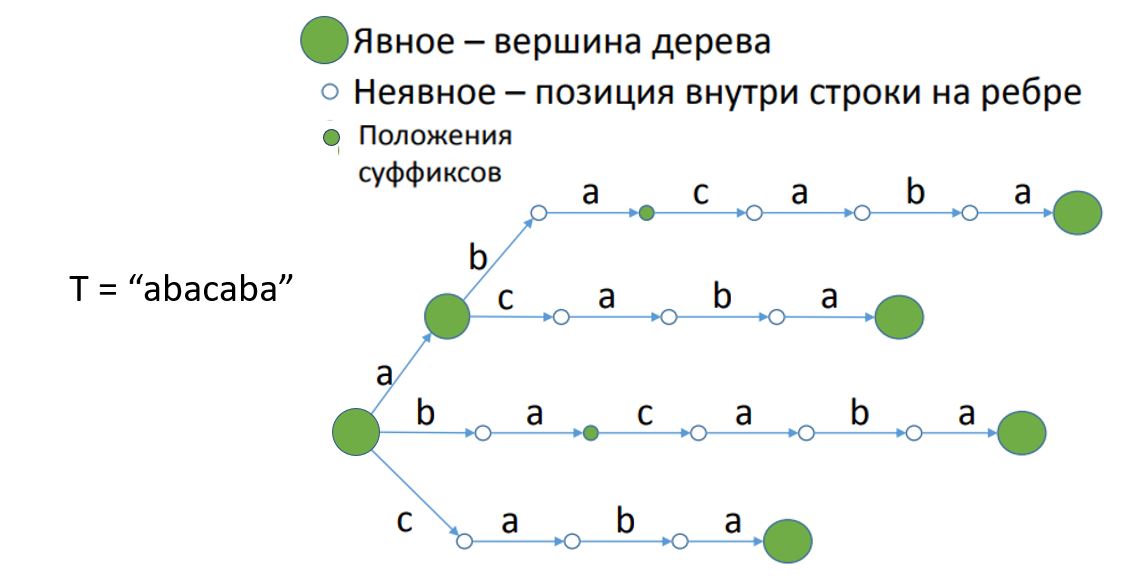 Явное – вершина дерева
Неявное – позиция внутри строки на ребре
Положения
суффиксов
a c a b a
b
T = “abacaba”
c a b a
a
b a c a b a
c a b a